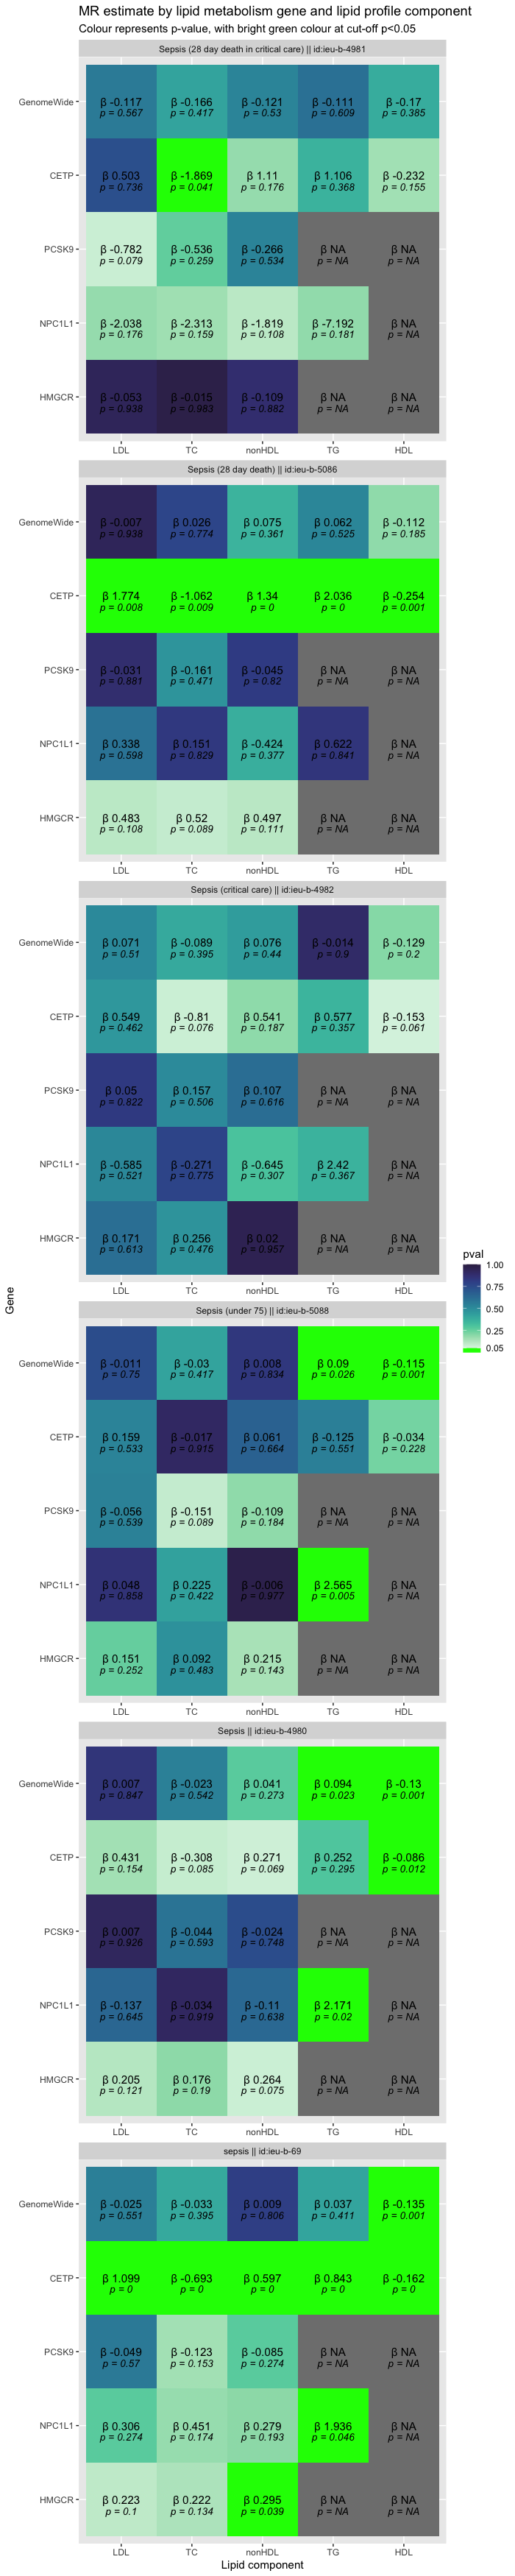 MR estimate by lipid metabolism gene and lipid profile component
Colour represents p-value, with bright green colour at cut-off p<0.05
Sepsis (28 day death in critical care) || id:ieu-b-4981
GenomeWide β -0.117 β -0.166 β -0.121 β -0.111 β -0.17
p = 0.567 p = 0.417 p = 0.53 p = 0.609 p = 0.385
CETP β 0.503 β -1.869 β 1.11 β 1.106 β -0.232
p = 0.736 p = 0.041 p = 0.176 p = 0.368 p = 0.155
PCSK9 β -0.782 β -0.536 β -0.266 β NA β NA
p = 0.079 p = 0.259 p = 0.534 p = NA p = NA
NPC1L1 β -2.038 β -2.313 β -1.819 β -7.192 β NA
p = 0.176 p = 0.159 p = 0.108 p = 0.181 p = NA
HMGCR β -0.053 β -0.015 β -0.109 β NA β NA
p = 0.938 p = 0.983 p = 0.882 p = NA p = NA
LDL TC nonHDL TG HDL
Sepsis (28 day death) || id:ieu-b-5086
GenomeWide β -0.007 β 0.026 β 0.075 β 0.062 β -0.112
p = 0.938 p = 0.774 p = 0.361 p = 0.525 p = 0.185
CETP β 1.774 β -1.062 β 1.34 β 2.036 β -0.254
p = 0.008 p = 0.009 p = 0 p = 0 p = 0.001
PCSK9 β -0.031 β -0.161 β -0.045 β NA β NA
p = 0.881 p = 0.471 p = 0.82 p = NA p = NA
NPC1L1 β 0.338 β 0.151 β -0.424 β 0.622 β NA
p = 0.598 p = 0.829 p = 0.377 p = 0.841 p = NA
HMGCR β 0.483 β 0.52 β 0.497 β NA β NA
p = 0.108 p = 0.089 p = 0.111 p = NA p = NA
LDL TC nonHDL TG HDL
Sepsis (critical care) || id:ieu-b-4982
GenomeWide β 0.071 β -0.089 β 0.076 β -0.014 β -0.129
p = 0.51 p = 0.395 p = 0.44 p = 0.9 p = 0.2
CETP β 0.549 β -0.81 β 0.541 β 0.577 β -0.153
p = 0.462 p = 0.076 p = 0.187 p = 0.357 p = 0.061
PCSK9 β 0.05 β 0.157 β 0.107 β NA β NA
p = 0.822 p = 0.506 p = 0.616 p = NA p = NA
NPC1L1 β -0.585 β -0.271 β -0.645 β 2.42 β NA
p = 0.521 p = 0.775 p = 0.307 p = 0.367 p = NA
HMGCR β 0.171 β 0.256 β 0.02 β NA β NA
p = 0.613 p = 0.476 p = 0.957 p = NA p = NA
LDL TC nonHDL TG HDL
Gene
pval
1.00
0.75
0.50
0.25
0.05
Sepsis (under 75) || id:ieu-b-5088
GenomeWide β -0.011 β -0.03 β 0.008 β 0.09 β -0.115
p = 0.75 p = 0.417 p = 0.834 p = 0.026 p = 0.001
CETP β 0.159 β -0.017 β 0.061 β -0.125 β -0.034
p = 0.533 p = 0.915 p = 0.664 p = 0.551 p = 0.228
PCSK9 β -0.056 β -0.151 β -0.109 β NA β NA
p = 0.539 p = 0.089 p = 0.184 p = NA p = NA
NPC1L1 β 0.048 β 0.225 β -0.006 β 2.565 β NA
p = 0.858 p = 0.422 p = 0.977 p = 0.005 p = NA
HMGCR β 0.151 β 0.092 β 0.215 β NA β NA
p = 0.252 p = 0.483 p = 0.143 p = NA p = NA
LDL TC nonHDL TG HDL
Sepsis || id:ieu-b-4980
GenomeWide β 0.007 β -0.023 β 0.041 β 0.094 β -0.13
p = 0.847 p = 0.542 p = 0.273 p = 0.023 p = 0.001
CETP β 0.431 β -0.308 β 0.271 β 0.252 β -0.086
p = 0.154 p = 0.085 p = 0.069 p = 0.295 p = 0.012
PCSK9 β 0.007 β -0.044 β -0.024 β NA β NA
p = 0.926 p = 0.593 p = 0.748 p = NA p = NA
NPC1L1 β -0.137 β -0.034 β -0.11 β 2.171 β NA
p = 0.645 p = 0.919 p = 0.638 p = 0.02 p = NA
HMGCR β 0.205 β 0.176 β 0.264 β NA β NA
p = 0.121 p = 0.19 p = 0.075 p = NA p = NA
LDL TC nonHDL TG HDL
sepsis || id:ieu-b-69
GenomeWide β -0.025 β -0.033 β 0.009 β 0.037 β -0.135
p = 0.551 p = 0.395 p = 0.806 p = 0.411 p = 0.001
CETP β 1.099 β -0.693 β 0.597 β 0.843 β -0.162
p = 0 p = 0 p = 0 p = 0 p = 0
PCSK9 β -0.049 β -0.123 β -0.085 β NA β NA
p = 0.57 p = 0.153 p = 0.274 p = NA p = NA
NPC1L1 β 0.306 β 0.451 β 0.279 β 1.936 β NA
p = 0.274 p = 0.174 p = 0.193 p = 0.046 p = NA
HMGCR β 0.223 β 0.222 β 0.295 β NA β NA
p = 0.1 p = 0.134 p = 0.039 p = NA p = NA
LDL TC nonHDL TG HDL
Lipid component